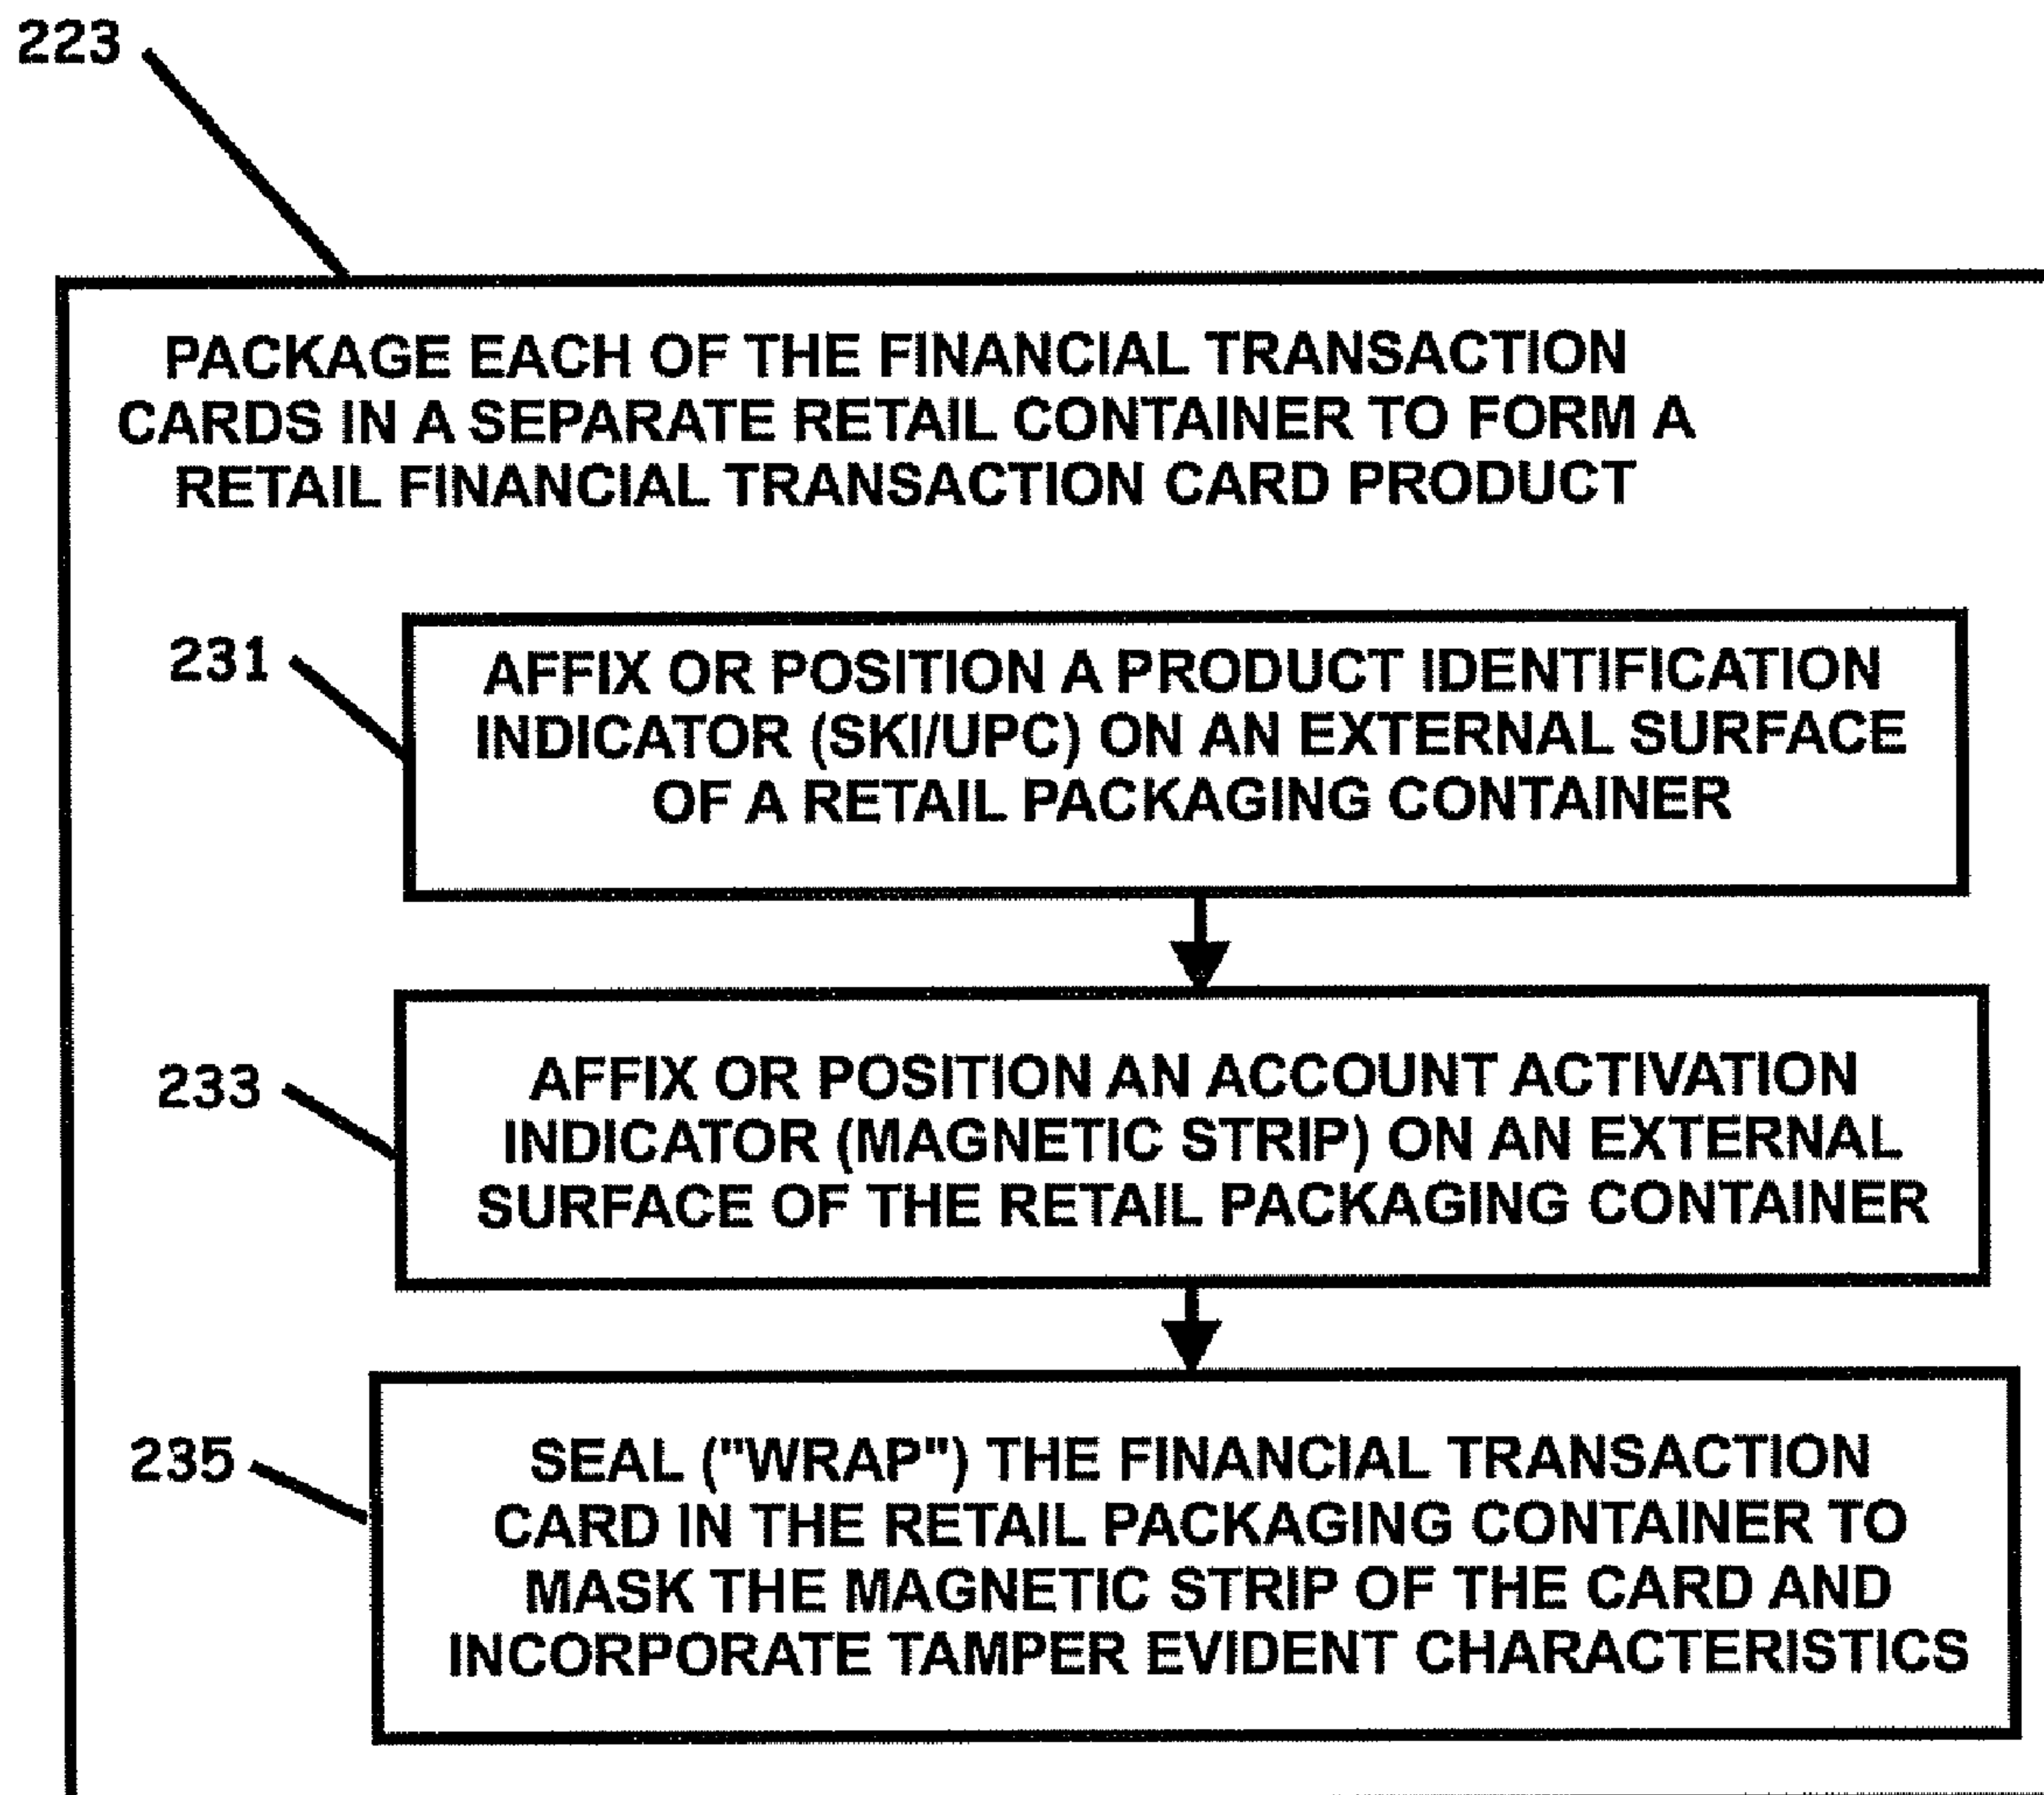 223
PACKAGE EACH OF THE FINANCIAL TRANSACTION
CARDS IN A SEPARATE RETAIL CONTAINER TO FORM A
RETAIL FINANCIAL TRANSACTION CARD PRODUCT
231
AFFIX OR POSITION A PRODUCT IDENTIFICATION
INDICATOR (SKI/UPC) ON AN EXTERNAL SURFACE
OF A RETAIL PACKAGING CONTAINER
233
AFFIX OR POSITION AN ACCOUNT ACTIVATION
INDICATOR (MAGNETIC STRIP) ON AN EXTERNAL
SURFACE OF THE RETAIL PACKAGING CONTAINER
235
SEAL ("WRAP") THE FINANCIAL TRANSACTION
CARD IN THE RETAIL PACKAGING CONTAINER TO
MASK THE MAGNETIC STRIP OF THE CARD AND
INCORPORATE TAMPER EVIDENT CHARACTERISTICS